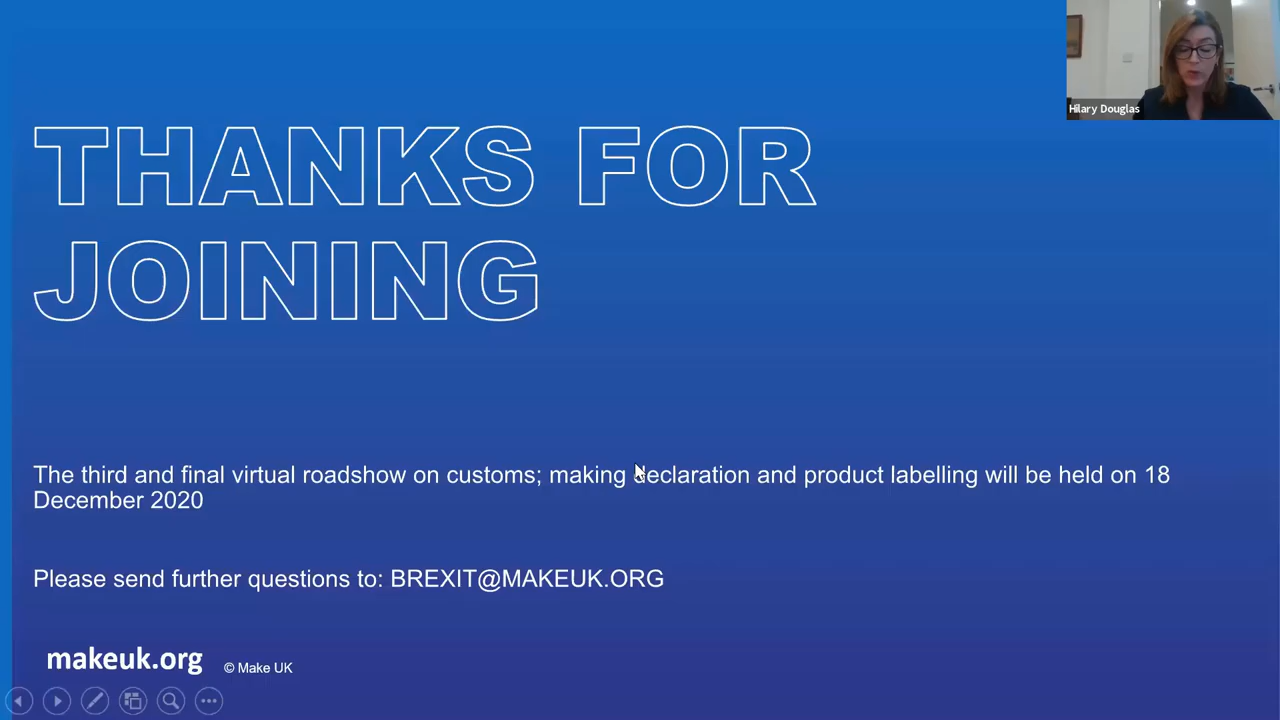 Hilary Douglas
THANKS FOR
JOINING
The third and final virtual roadshow on customs; making declaration and product labelling will be held on 18
December 2020
Please send further questions to: BREXIT@MAKEUK.ORG
makeuk.org © Make UK